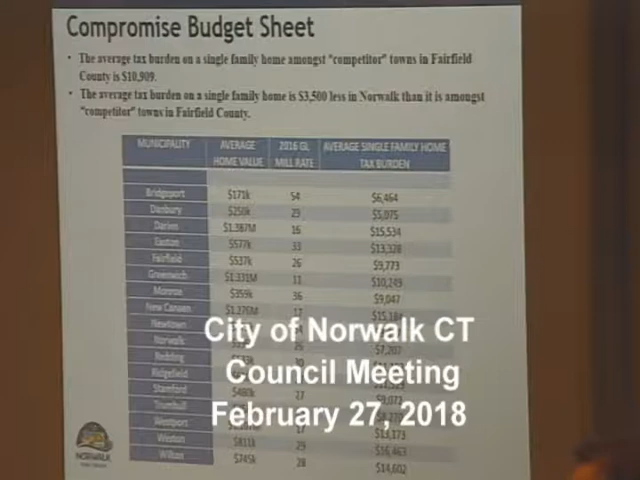 Compromise Budget Sheet
• The average tax burden on a single family home amongst "competitor" towns in Fairfield
County is $10,909.
• The average tax burden on a single family home is $3,500 less in Norwalk than it is amongst
"competitor" towns in Fairfield County.
MUNICIPALITY AVERAGE 2016 GL AVERAGE SINGLE FAMILY HOME
HOME VALUE MILL RATE TAX BURDEN
Bridgeport $171k 54 $6,464
Danbury $250k 29 $5,075
Darien $1.387M 16 $15,534
Easton $577k 33 $13,328
Fairfield $537k 26 $9,773
Greenwich $1.331M 11 $10,249
Monroe $359k 36 $9,047
New Canaan $1.276M
Newtown
Norwalk $7,207
Redding
Ridgefield
Stamford 27 $9,073
Trumbull
Westport $13,173
Weston $811k 29 $16,463
Wilton $745k 28 $14,602
City of Norwalk CT
Council Meeting
February 27, 2018
NORWALK